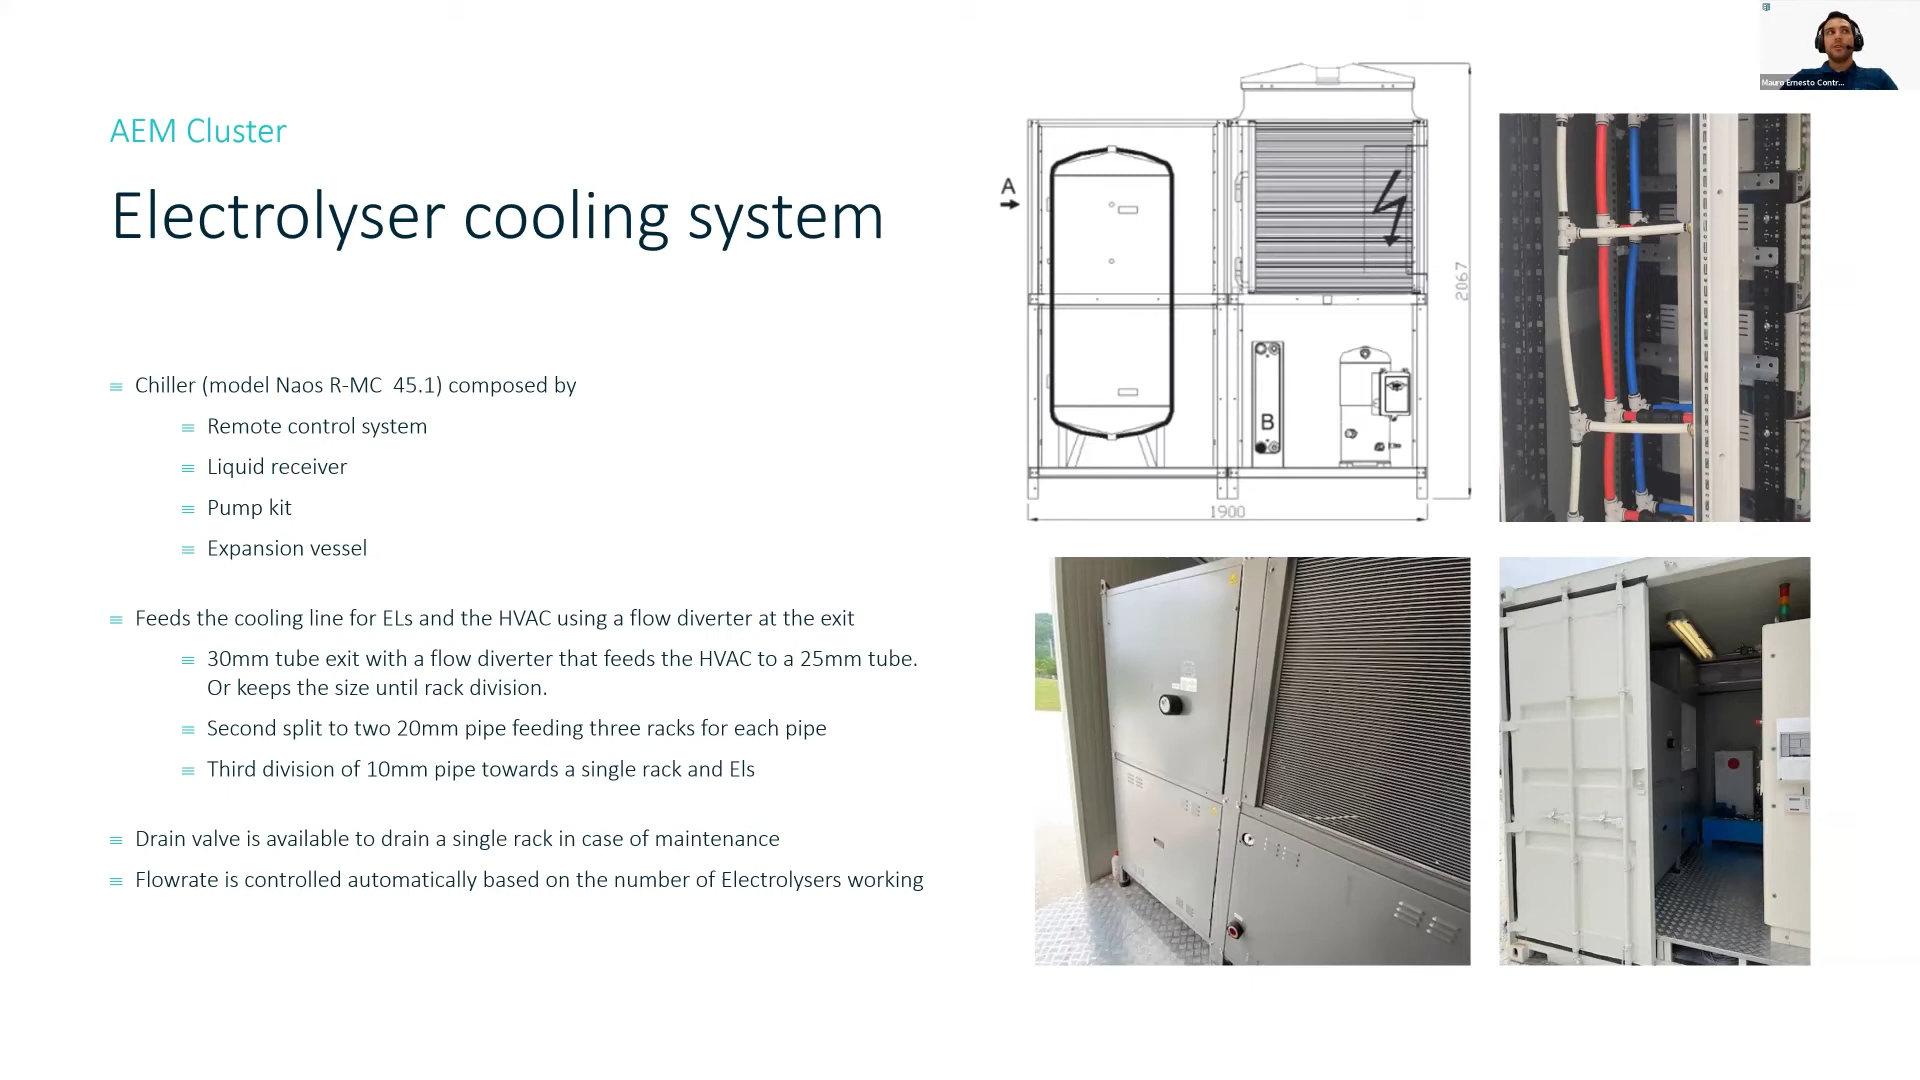 Mauro Ernesto Contr...
AEM Cluster
Electrolyser cooling system
Chiller (model Naos R-MC 45.1) composed by
Remote control system
Liquid receiver
Pump kit
Expansion vessel
Feeds the cooling line for ELs and the HVAC using a flow diverter at the exit
30mm tube exit with a flow diverter that feeds the HVAC to a 25mm tube.
Or keeps the size until rack division.
Second split to two 20mm pipe feeding three racks for each pipe
Third division of 10mm pipe towards a single rack and Els
Drain valve is available to drain a single rack in case of maintenance
Flowrate is controlled automatically based on the number of Electrolysers working
A
B
2067
1900